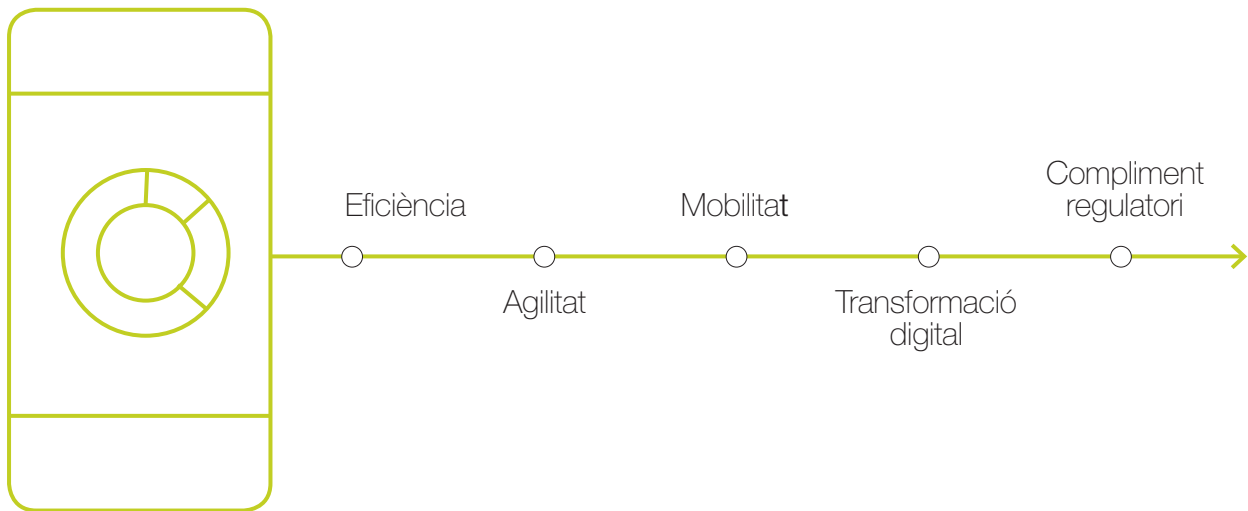 Eficiència
Agilitat
Mobilitat
Transformació
digital
Compliment
regulatori